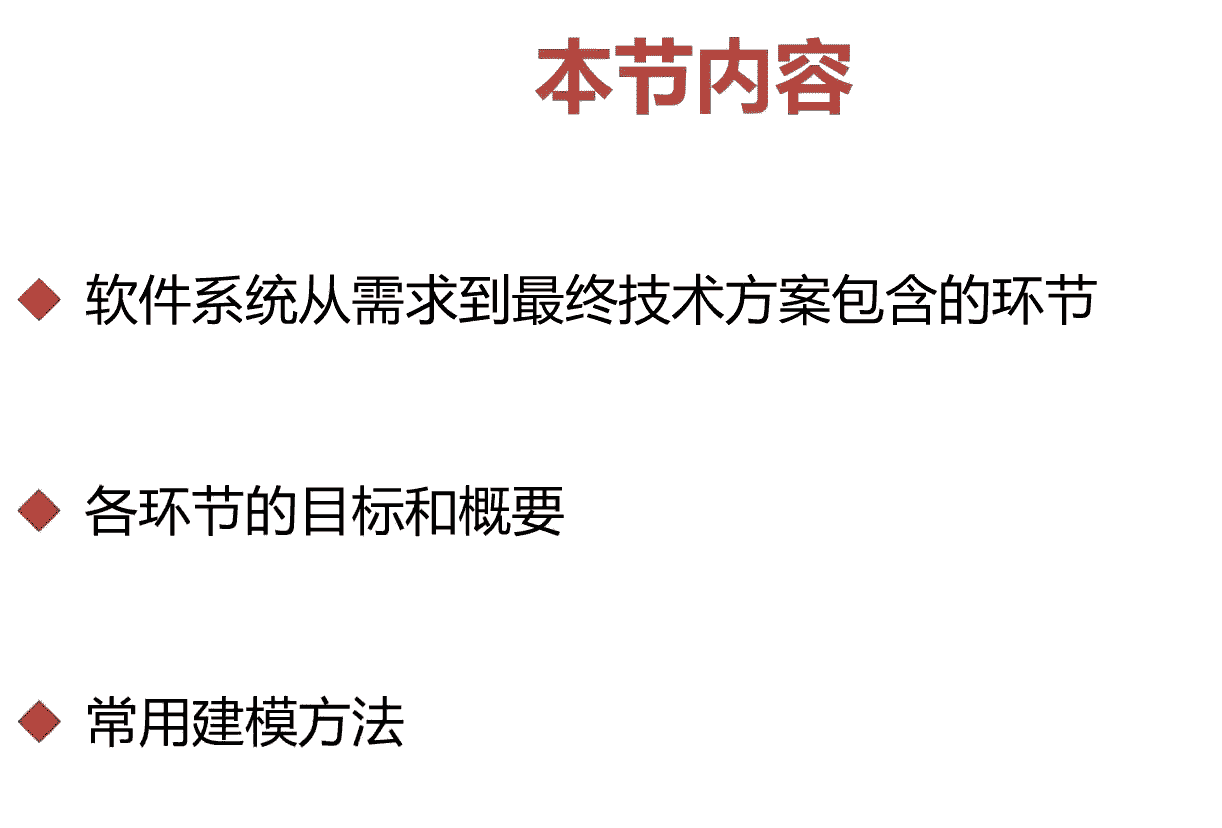 本节内容
软件系统从需求到最终技术方案包含的环节
各环节的目标和概要
常用建模方法